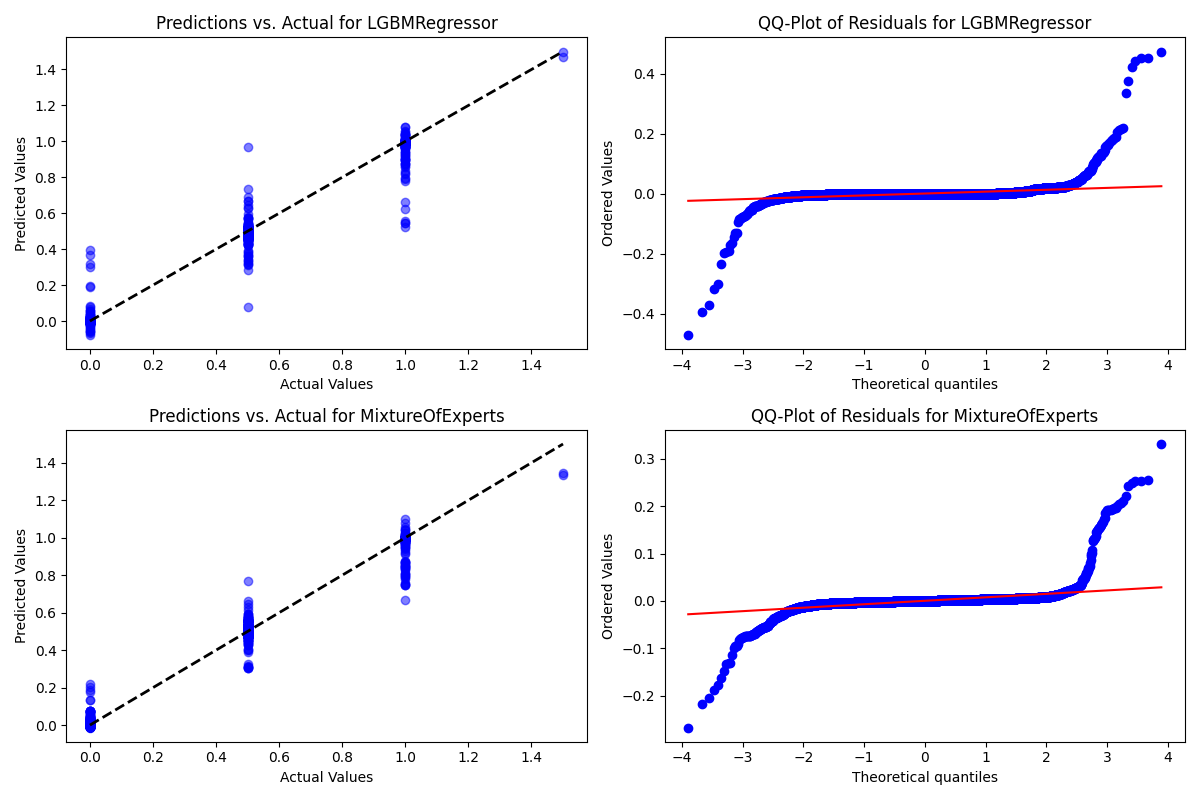 Predictions vs. Actual for LGBMRegressor
Predicted Values
1.4
1.2
1.0
0.8
0.6
0.4
0.2
0.0
0.0 0.2 0.4 0.6 0.8 1.0 1.2 1.4
Actual Values
QQ-Plot of Residuals for LGBMRegressor
Ordered Values
0.4
0.2
0.0
−0.2
−0.4
−4 −3 −2 −1 0 1 2 3 4
Theoretical quantiles
Predictions vs. Actual for MixtureOfExperts
Predicted Values
1.4
1.2
1.0
0.8
0.6
0.4
0.2
0.0
0.0 0.2 0.4 0.6 0.8 1.0 1.2 1.4
Actual Values
QQ-Plot of Residuals for MixtureOfExperts
Ordered Values
0.3
0.2
0.1
0.0
−0.1
−0.2
−4 −3 −2 −1 0 1 2 3 4
Theoretical quantiles